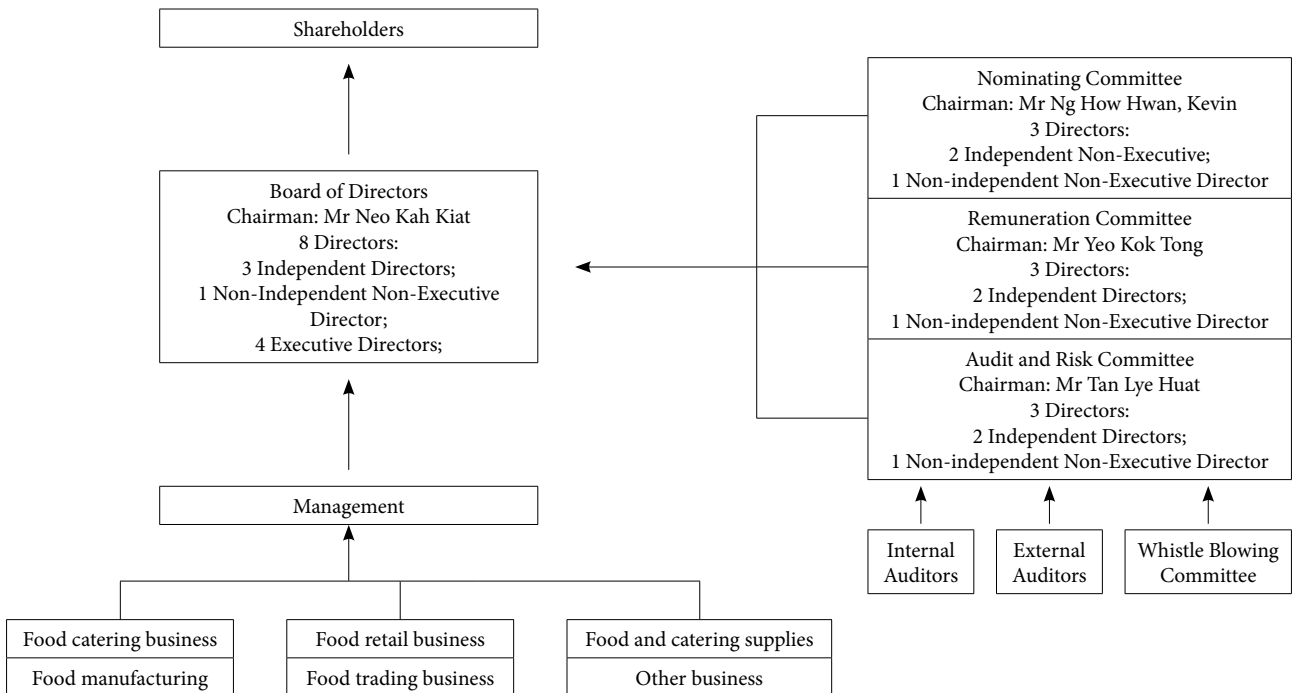 Shareholders
Board of Directors
Chairman: Mr Neo Kah Kiat
8 Directors:
3 Independent Directors;
1 Non-Independent Non-Executive
Director;
4 Executive Directors;
Management
Food catering business
Food manufacturing
Food retail business
Food trading business
Food and catering supplies
Other business
Nominating Committee
Chairman: Mr Ng How Hwan, Kevin
3 Directors:
2 Independent Non-Executive;
1 Non-independent Non-Executive Director
Remuneration Committee
Chairman: Mr Yeo Kok Tong
3 Directors:
2 Independent Directors;
1 Non-independent Non-Executive Director
Audit and Risk Committee
Chairman: Mr Tan Lye Huat
3 Directors:
2 Independent Directors;
1 Non-independent Non-Executive Director
Internal
Auditors
External
Auditors
Whistle Blowing
Committee